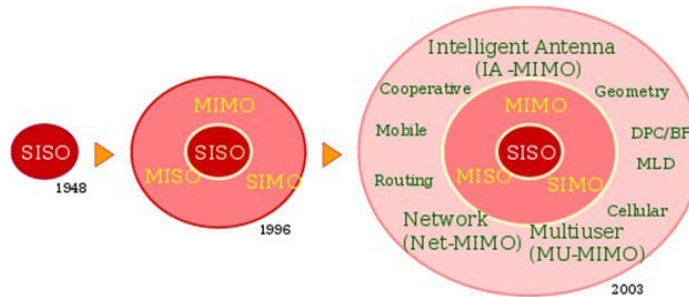 SISO
1948
MIMO
SISO
MISO
SIMO
1996
Intelligent Antenna
(IA-MIMO)
Cooperative
Geometry
MIMO
Mobile
DPC/BF
SISO
MLD
MISO
SIMO
Routing
Cellular
Network
(Net-MIMO)
Multiuser
(MU-MIMO)
2003